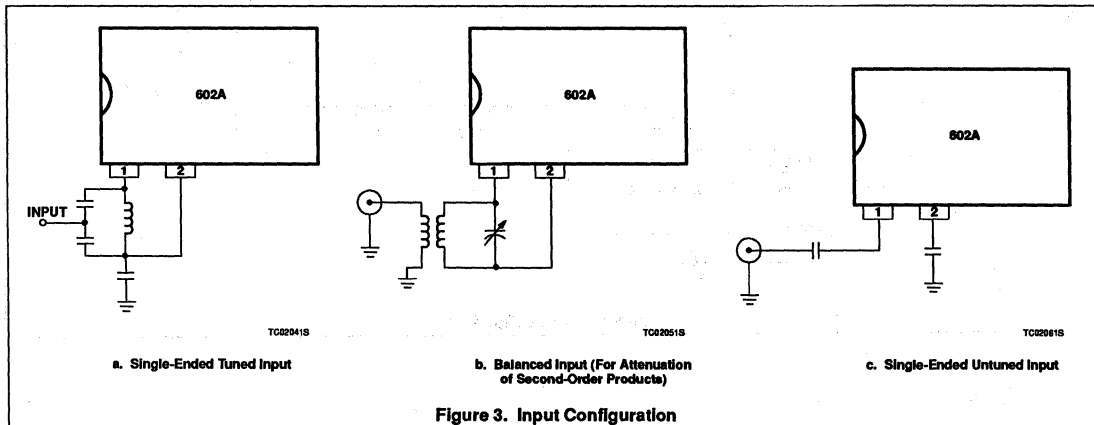 602A
1 2
INPUT
TC02041S
a. Single-Ended Tuned Input
602A
1 2
TC02051S
b. Balanced Input (For Attenuation
of Second-Order Products)
602A
1 2
TC02061S
c. Single-Ended Untuned Input
Figure 3. Input Configuration